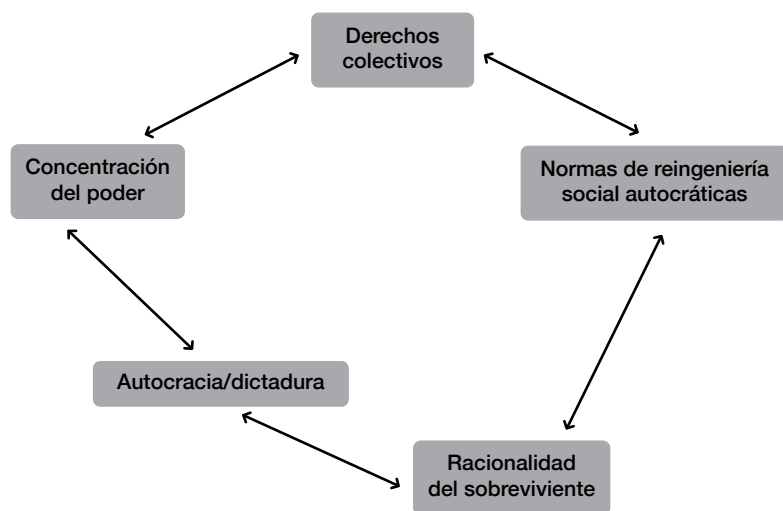 Derechos
colectivos
Concentración
del poder
Normas de reingeniería
social autocráticas
Autocracia/dictadura
Racionalidad
del sobreviviente